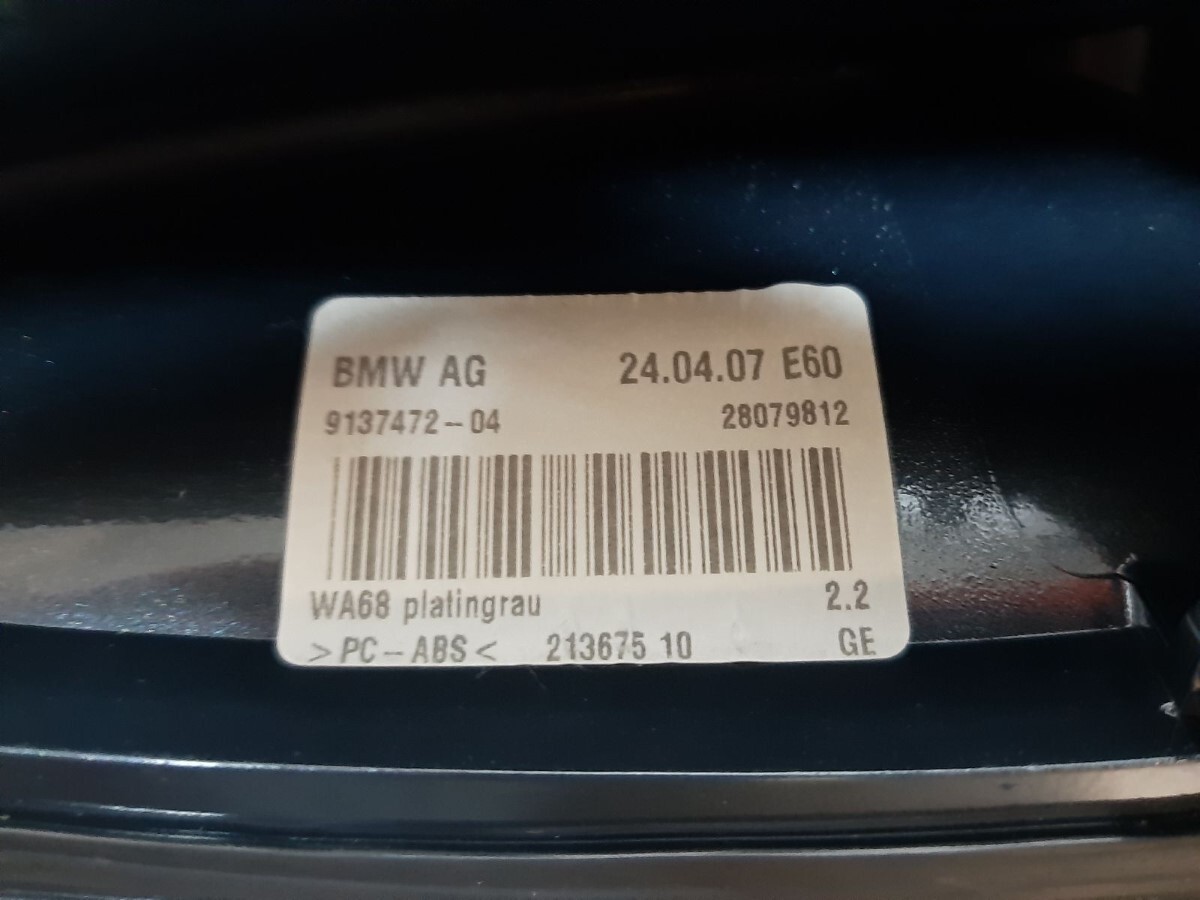 BMW AG 24.04.07 E60
9137472-04 28079812
WA68 platingrau 2.2
>PC-ABS< 213675 10 GE